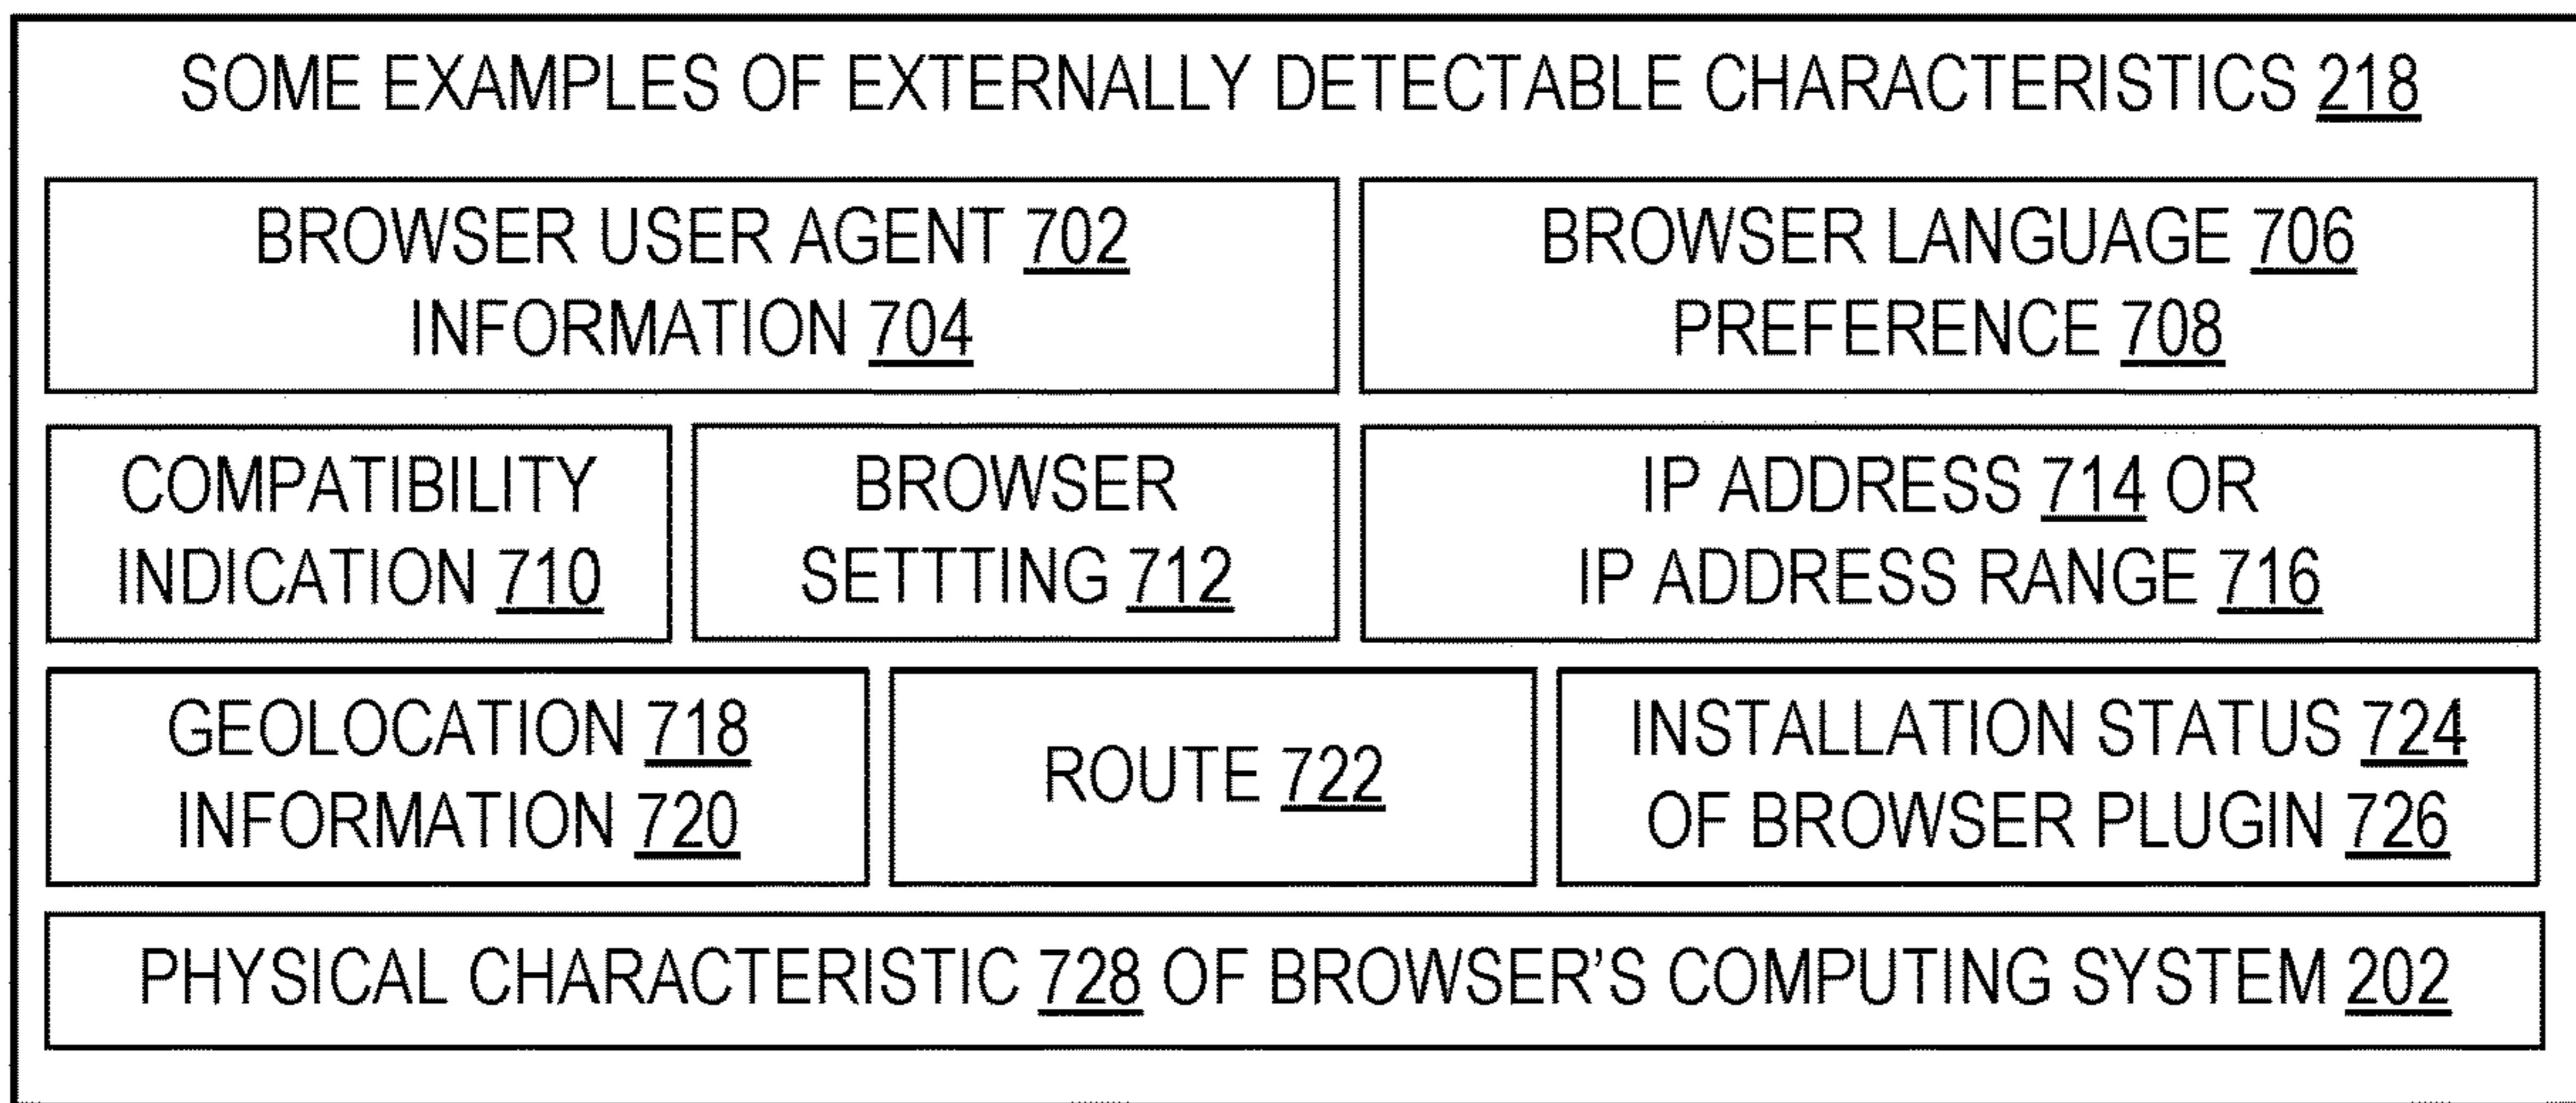 SOME EXAMPLES OF EXTERNALLY DETECTABLE CHARACTERISTICS 218
BROWSER USER AGENT 702
INFORMATION 704
BROWSER LANGUAGE 706
PREFERENCE 708
COMPATIBILITY
INDICATION 710
BROWSER
SETTTING 712
IP ADDRESS 714 OR
IP ADDRESS RANGE 716
GEOLOCATION 718
INFORMATION 720
ROUTE 722
INSTALLATION STATUS 724
OF BROWSER PLUGIN 726
PHYSICAL CHARACTERISTIC 728 OF BROWSER’S COMPUTING SYSTEM 202